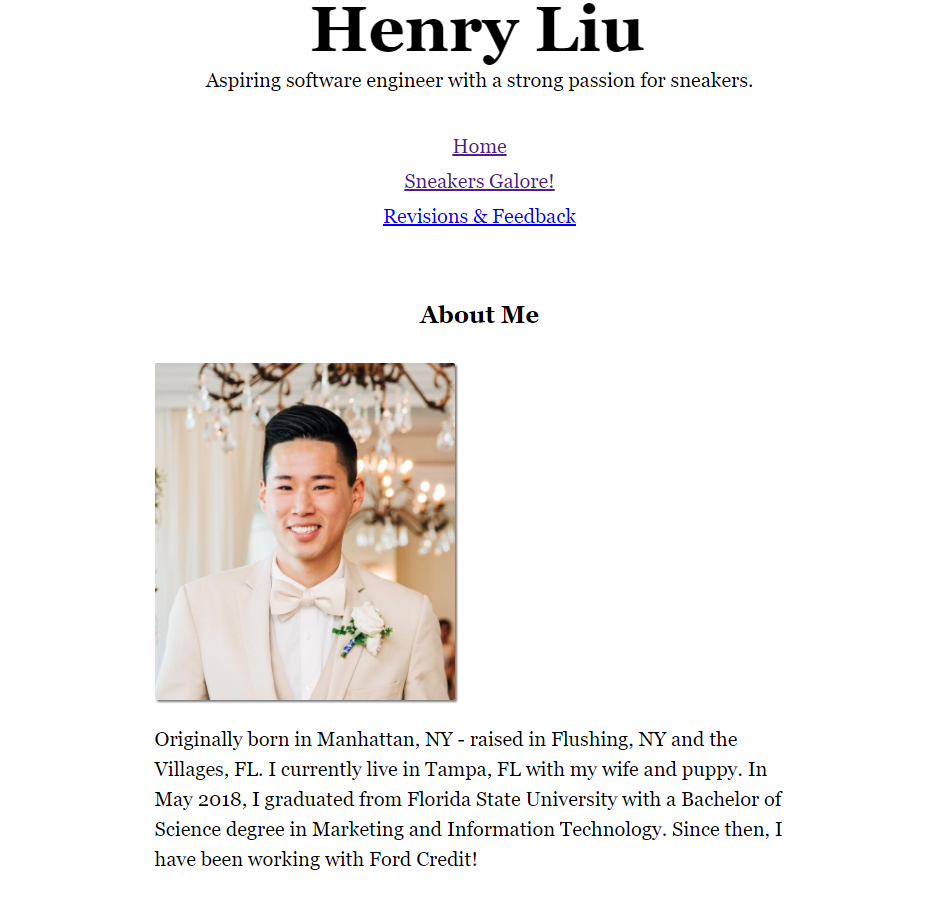 Henry Liu
Aspiring software engineer with a strong passion for sneakers.
Home
Sneakers Galore!
Revisions & Feedback
About Me
Originally born in Manhattan, NY - raised in Flushing, NY and the
Villages, FL. I currently live in Tampa, FL with my wife and puppy. In
May 2018, I graduated from Florida State University with a Bachelor of
Science degree in Marketing and Information Technology. Since then, I
have been working with Ford Credit!